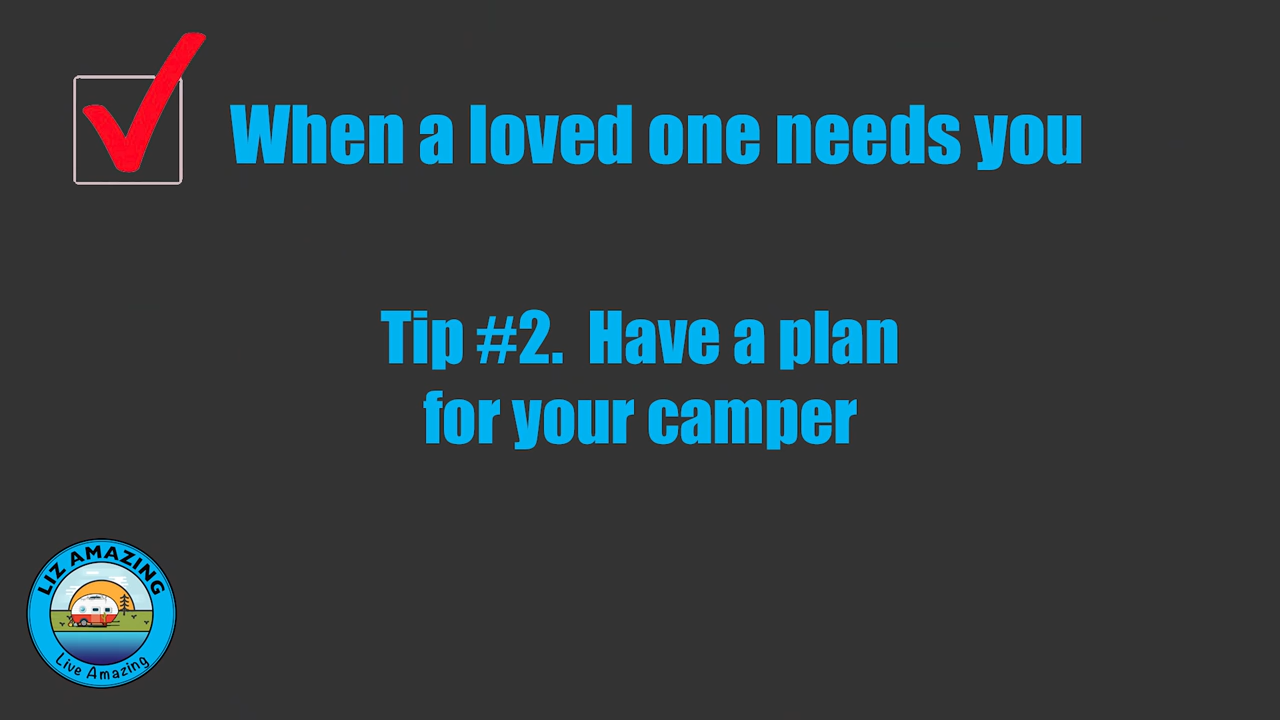 When a loved one needs you
Tip #2. Have a plan
for your camper
LIZ AMAZING
Live Amazing